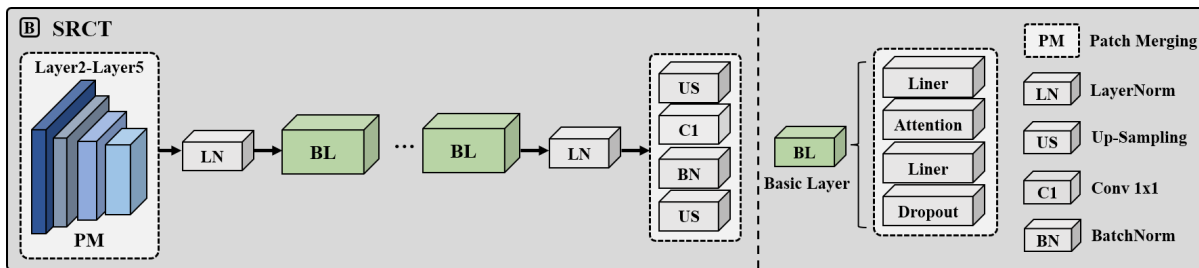 B SRCT
Layer2-Layer5
PM
LN
BL
...
BL
LN
US
C1
BN
US
BL
Basic Layer
Liner
Attention
Liner
Dropout
PM Patch Merging
LN LayerNorm
US Up-Sampling
C1 Conv 1x1
BN BatchNorm